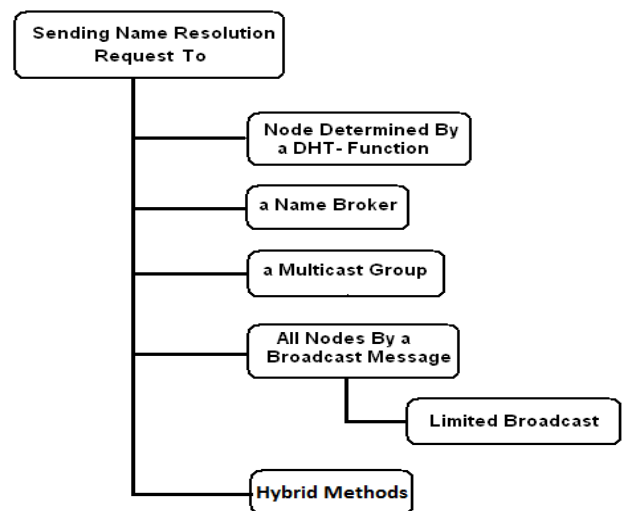 Sending Name Resolution
Request To
Node Determined By
a DHT- Function
a Name Broker
a Multicast Group
All Nodes By a
Broadcast Message
Limited Broadcast
Hybrid Methods